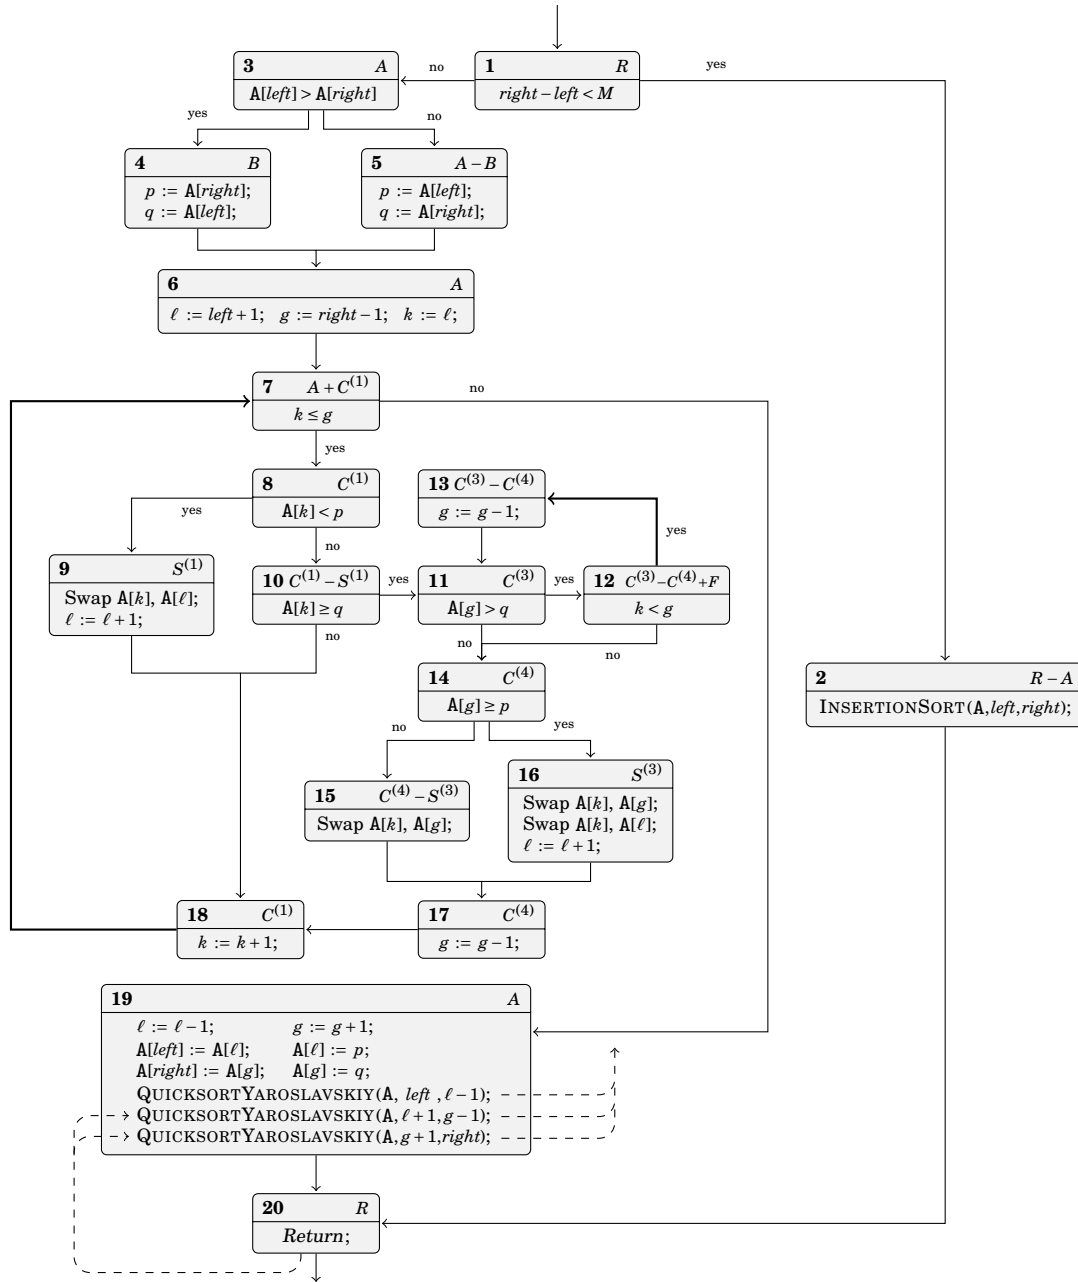 3 A
A[left] > A[right]
no
1 R
right − left < M
yes
yes
no
4 B
p := A[right];
q := A[left];
5 A − B
p := A[left];
q := A[right];
6 A
ℓ := left + 1; g := right − 1; k := ℓ;
7 A + C^(1)
k ≤ g
no
yes
8 C^(1)
A[k] < p
yes
no
13 C^(3) − C^(4)
g := g − 1;
yes
9 S^(1)
Swap A[k], A[ℓ];
ℓ := ℓ + 1;
10 C^(1) − S^(1)
A[k] ≥ q
yes
no
11 C^(3)
A[g] > q
yes
no
12 C^(3) − C^(4) + F
k < g
no
14 C^(4)
A[g] ≥ p
no
yes
2 R − A
INSERTIONSORT(A,left,right);
15 C^(4) − S^(3)
Swap A[k], A[g];
16 S^(3)
Swap A[k], A[g];
Swap A[k], A[ℓ];
ℓ := ℓ + 1;
18 C^(1)
k := k + 1;
17 C^(4)
g := g − 1;
19 A
ℓ := ℓ − 1; g := g + 1;
A[left] := A[ℓ]; A[ℓ] := p;
A[right] := A[g]; A[g] := q;
QUICKSORTYAROSLAVSKIY(A, left , ℓ − 1);
QUICKSORTYAROSLAVSKIY(A, ℓ + 1, g − 1);
QUICKSORTYAROSLAVSKIY(A, g + 1, right);
20 R
Return;